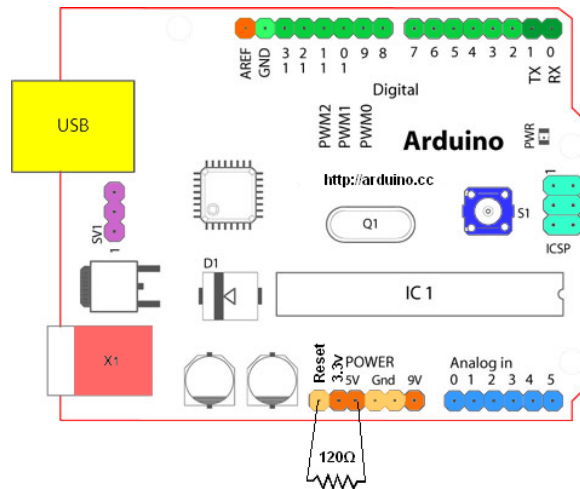 AREF
GND
13
12
11
10
9
8
7
6
5
4
3
2
1
0
TX
RX
Digital
USB
PWM2
PWM1
PWM0
Arduino
PWR
http://arduino.cc
SV1
1
Q1
S1
1
ICSP
D1
IC 1
X1
Reset
3.3v
POWER
5V
Gnd
9V
Analog in
0 1 2 3 4 5
120Ω